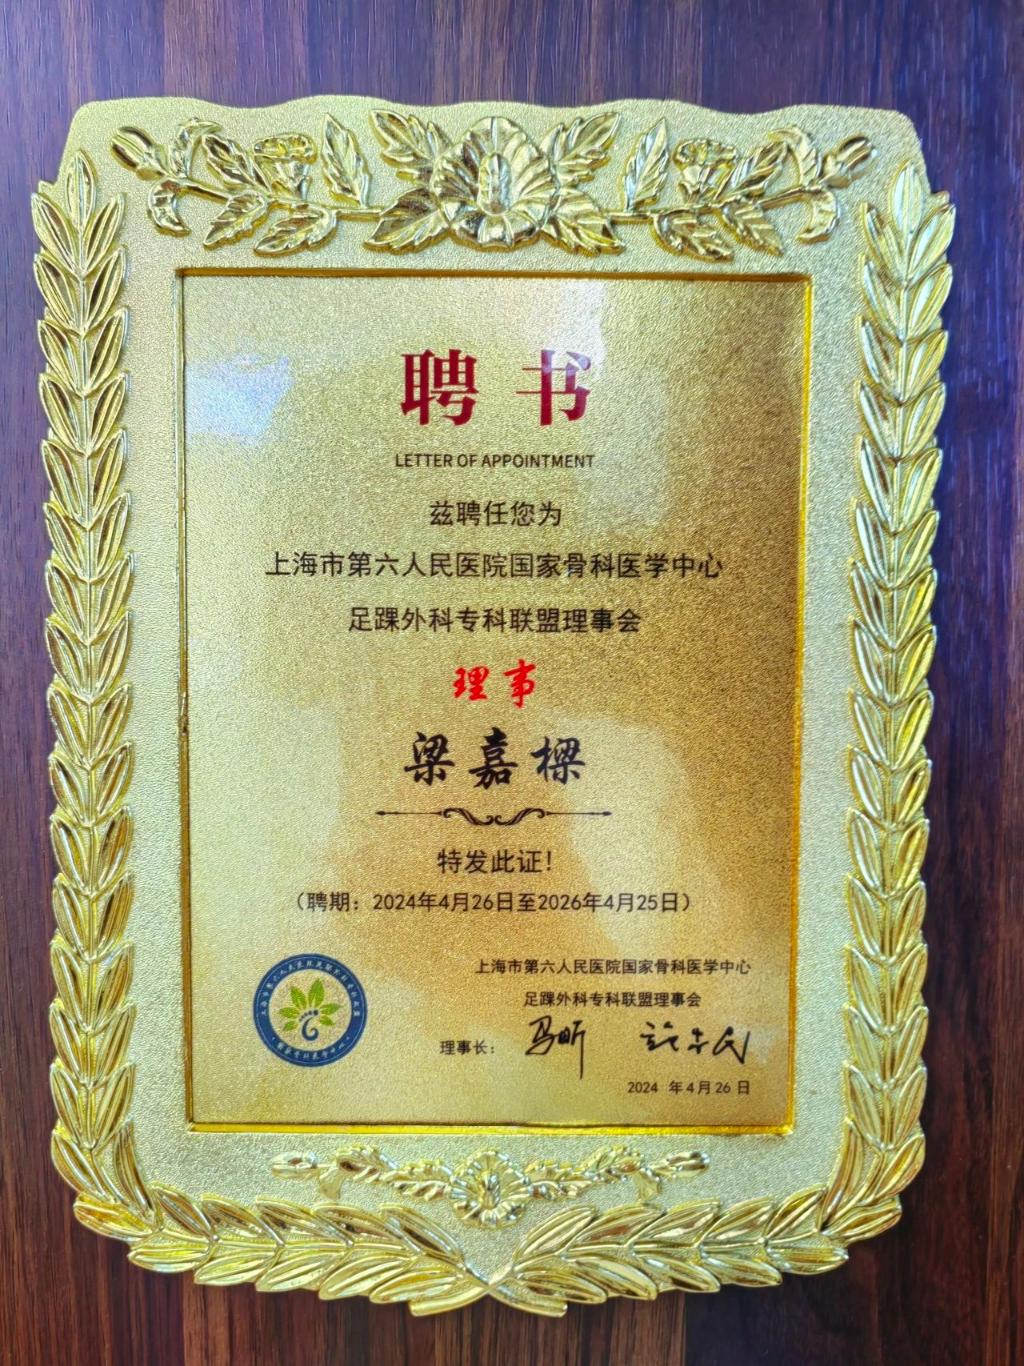 聘书
LETTER OF APPOINTMENT
兹聘任您为
上海市第六人民医院国家骨科医学中心
足踝外科专科联盟理事会
理事
梁嘉樑
特发此证!
（聘期：2024年4月26日至2026年4月25日）
上海市第六人民医院国家骨科医学中心
足踝外科专科联盟理事会
理事长：
2024 年4月26日